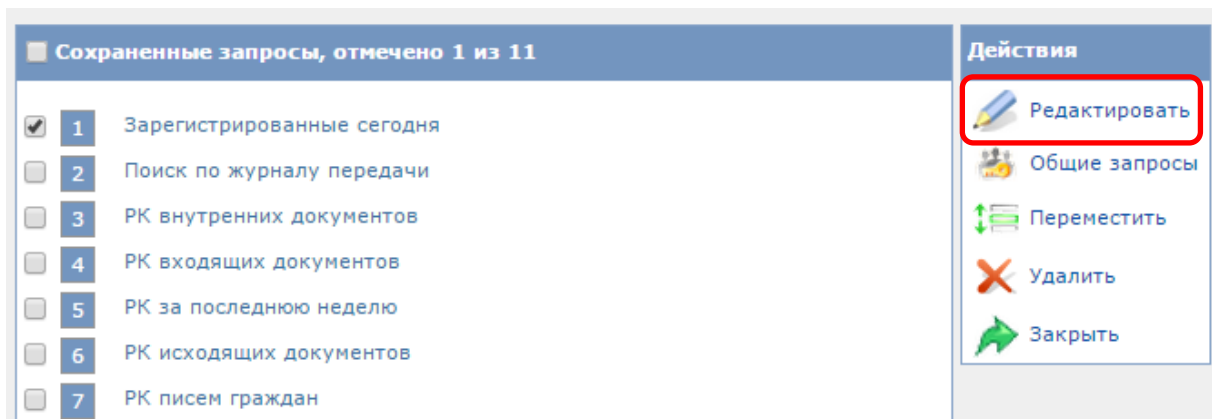 Сохраненные запросы, отмечено 1 из 11
1 Зарегистрированные сегодня
2 Поиск по журналу передачи
3 РК внутренних документов
4 РК входящих документов
5 РК за последнюю неделю
6 РК исходящих документов
7 РК писем граждан
Действия
Редактировать
Общие запросы
Переместить
Удалить
Закрыть